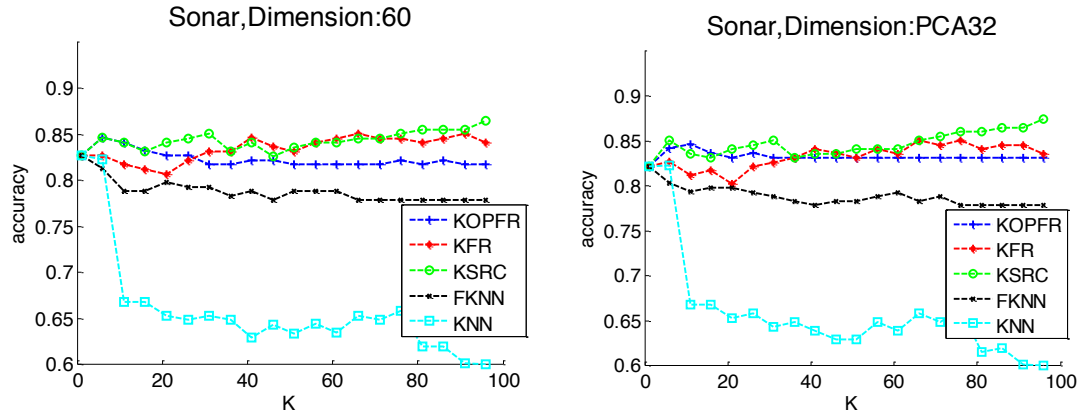 Sonar,Dimension:60
0.9
0.85
0.8
0.75
0.7
0.65
0.6
accuracy
0 20 40 60 80 100
K
KOPFR
KFR
KSRC
FKNN
KNN
Sonar,Dimension:PCA32
0.9
0.85
0.8
0.75
0.7
0.65
0.6
accuracy
0 20 40 60 80 100
K
KOPFR
KFR
KSRC
FKNN
KNN